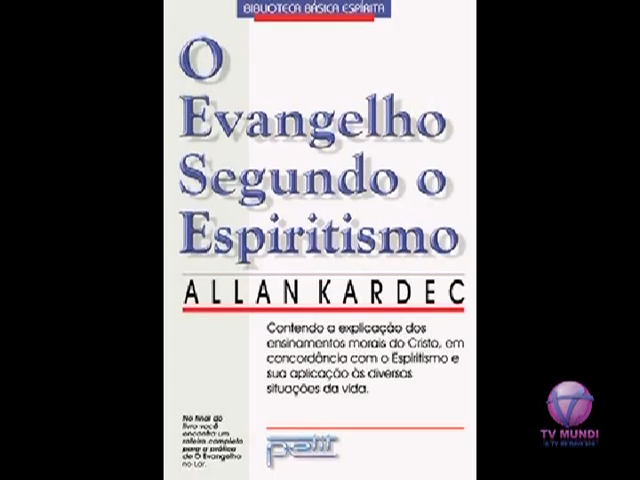 BIBLIOTECA BÁSICA ESPÍRITA
O
Evangelho
Segundo o
Espiritismo
ALLAN KARDEC
Contendo a explicação dos
ensinamentos morais do Cristo, em
concordância com o Espiritismo e
sua aplicação às diversas
situações da vida.
No final do
livro você
encontra um
roteiro completo
para a prática
de O Evangelho
no Lar.
petit
TV MUNDI